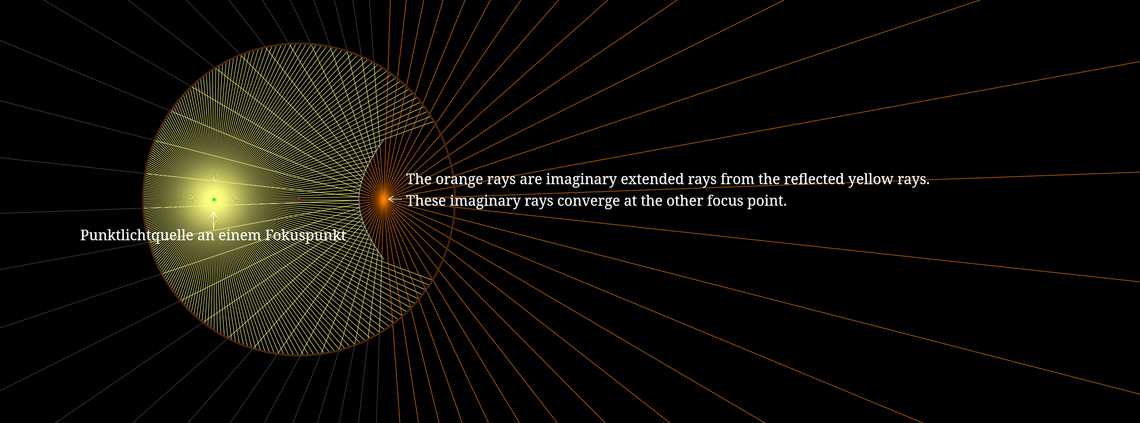 The orange rays are imaginary extended rays from the reflected yellow rays.
These imaginary rays converge at the other focus point.
Punktlichtquelle an einem Fokuspunkt